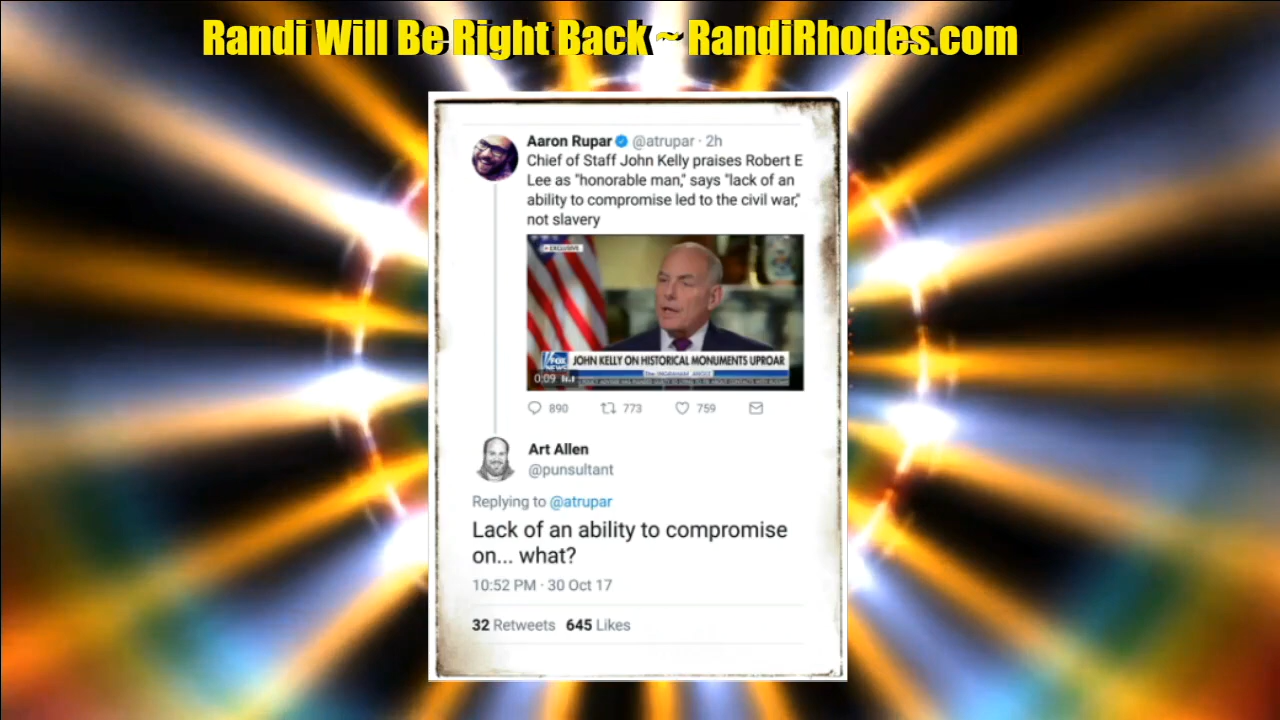 Randi Will Be Right Back ~ RandiRhodes.com
Aaron Rupar @atrupar · 2h
Chief of Staff John Kelly praises Robert E
Lee as "honorable man," says "lack of an
ability to compromise led to the civil war,"
not slavery
EXCLUSIVE
FOX NEWS
JOHN KELLY ON HISTORICAL MONUMENTS UPROAR
The INGRAHAM ANGLE
0:09
890 773 759
Art Allen
@punsultant
Replying to @atrupar
Lack of an ability to compromise
on... what?
10:52 PM · 30 Oct 17
32 Retweets 645 Likes